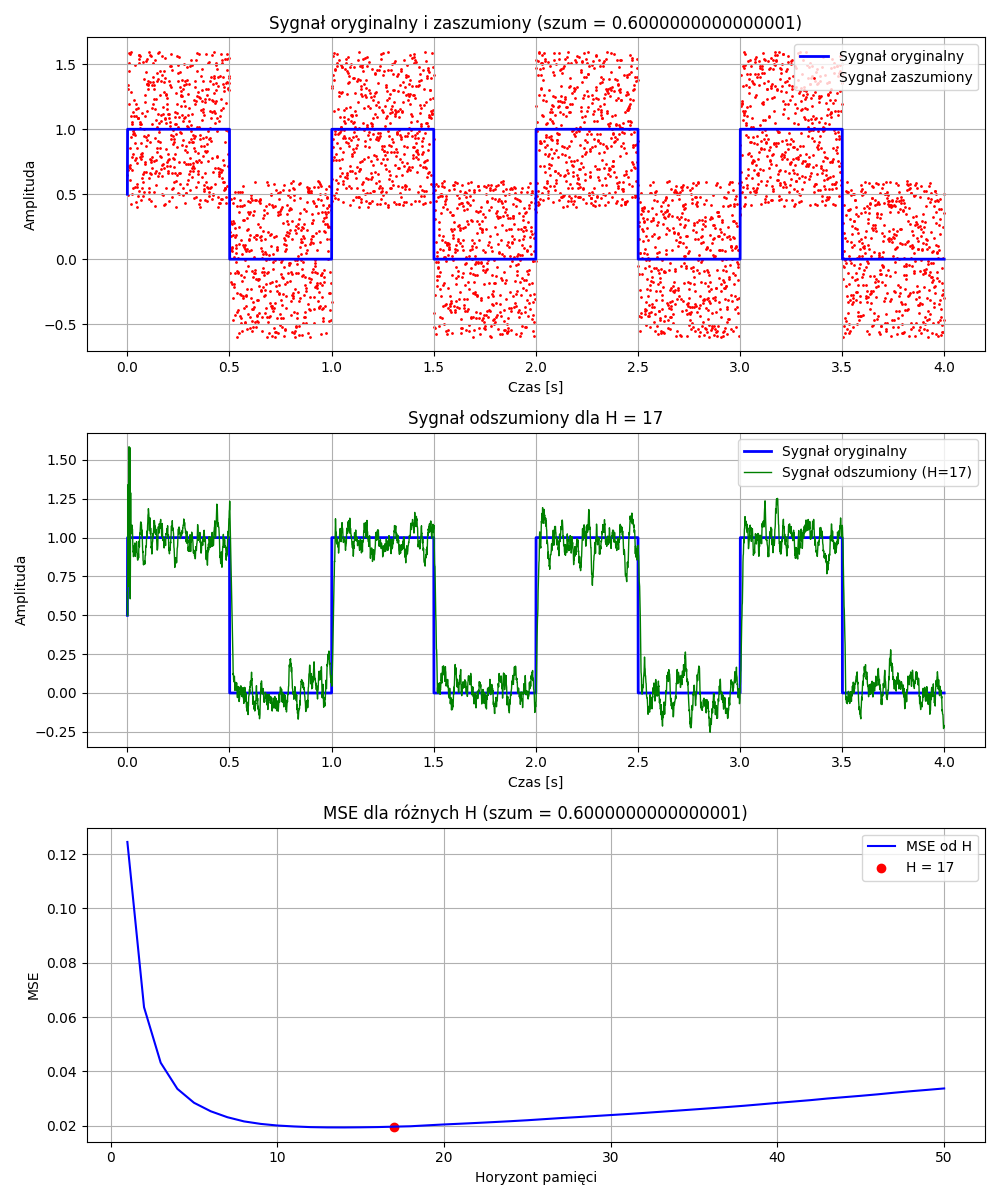 Sygnał oryginalny i zaszumiony (szum = 0.6000000000000001)
Sygnał oryginalny
Sygnał zaszumiony
Amplituda
1.5
1.0
0.5
0.0
−0.5
0.0 0.5 1.0 1.5 2.0 2.5 3.0 3.5 4.0
Czas [s]
Sygnał odszumiony dla H = 17
Sygnał oryginalny
Sygnał odszumiony (H=17)
Amplituda
1.50
1.25
1.00
0.75
0.50
0.25
0.00
−0.25
0.0 0.5 1.0 1.5 2.0 2.5 3.0 3.5 4.0
Czas [s]
MSE dla różnych H (szum = 0.6000000000000001)
MSE od H
H = 17
MSE
0.12
0.10
0.08
0.06
0.04
0.02
0 10 20 30 40 50
Horyzont pamięci